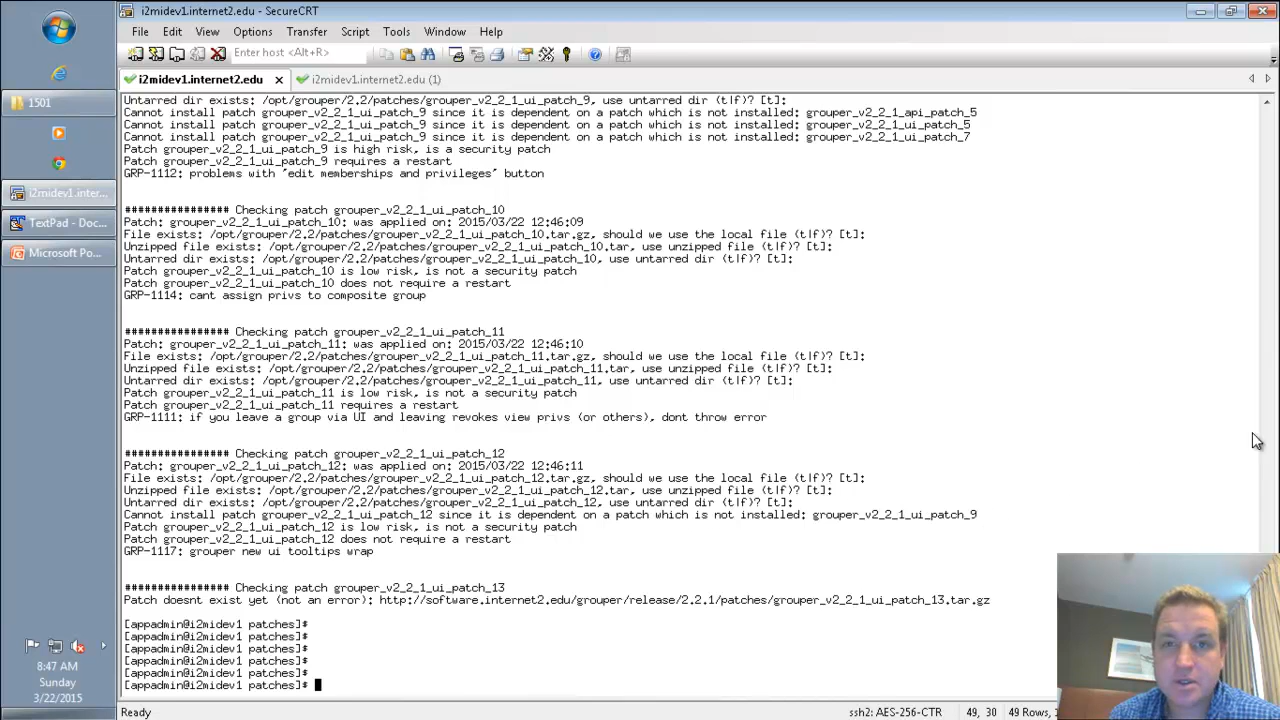 i2midev1.internet2.edu - SecureCRT
File Edit View Options Transfer Script Tools Window Help
Enter host <Alt+R>
i2midev1.internet2.edu
i2midev1.internet2.edu (1)
1501
i2midev1.inter...
TextPad - Doc...
Microsoft Po...
Untarred dir exists: /opt/grouper/2.2/patches/grouper_v2_2_1_ui_patch_9, use untarred dir (t|f)? [t]:
Cannot install patch grouper_v2_2_1_ui_patch_9 since it is dependent on a patch which is not installed: grouper_v2_2_1_api_patch_5
Cannot install patch grouper_v2_2_1_ui_patch_9 since it is dependent on a patch which is not installed: grouper_v2_2_1_ui_patch_5
Cannot install patch grouper_v2_2_1_ui_patch_9 since it is dependent on a patch which is not installed: grouper_v2_2_1_ui_patch_7
Patch grouper_v2_2_1_ui_patch_9 is high risk, is a security patch
Patch grouper_v2_2_1_ui_patch_9 requires a restart
GRP-1112: problems with "edit memberships and privileges" button
################ Checking patch grouper_v2_2_1_ui_patch_10
Patch: grouper_v2_2_1_ui_patch_10: was applied on: 2015/03/22 12:46:09
File exists: /opt/grouper/2.2/patches/grouper_v2_2_1_ui_patch_10.tar.gz, should we use the local file (t|f)? [t]:
Unzipped file exists: /opt/grouper/2.2/patches/grouper_v2_2_1_ui_patch_10.tar, use unzipped file (t|f)? [t]:
Untarred dir exists: /opt/grouper/2.2/patches/grouper_v2_2_1_ui_patch_10, use untarred dir (t|f)? [t]:
Patch grouper_v2_2_1_ui_patch_10 is low risk, is not a security patch
Patch grouper_v2_2_1_ui_patch_10 does not require a restart
GRP-1114: cant assign privs to composite group
################ Checking patch grouper_v2_2_1_ui_patch_11
Patch: grouper_v2_2_1_ui_patch_11: was applied on: 2015/03/22 12:46:10
File exists: /opt/grouper/2.2/patches/grouper_v2_2_1_ui_patch_11.tar.gz, should we use the local file (t|f)? [t]:
Unzipped file exists: /opt/grouper/2.2/patches/grouper_v2_2_1_ui_patch_11.tar, use unzipped file (t|f)? [t]:
Untarred dir exists: /opt/grouper/2.2/patches/grouper_v2_2_1_ui_patch_11, use untarred dir (t|f)? [t]:
Patch grouper_v2_2_1_ui_patch_11 is low risk, is not a security patch
Patch grouper_v2_2_1_ui_patch_11 requires a restart
GRP-1111: if you leave a group via UI and leaving revokes view privs (or others), dont throw error
################ Checking patch grouper_v2_2_1_ui_patch_12
Patch: grouper_v2_2_1_ui_patch_12: was applied on: 2015/03/22 12:46:11
File exists: /opt/grouper/2.2/patches/grouper_v2_2_1_ui_patch_12.tar.gz, should we use the local file (t|f)? [t]:
Unzipped file exists: /opt/grouper/2.2/patches/grouper_v2_2_1_ui_patch_12.tar, use unzipped file (t|f)? [t]:
Untarred dir exists: /opt/grouper/2.2/patches/grouper_v2_2_1_ui_patch_12, use untarred dir (t|f)? [t]:
Cannot install patch grouper_v2_2_1_ui_patch_12 since it is dependent on a patch which is not installed: grouper_v2_2_1_ui_patch_9
Patch grouper_v2_2_1_ui_patch_12 is low risk, is not a security patch
Patch grouper_v2_2_1_ui_patch_12 does not require a restart
GRP-1117: grouper new ui tooltips wrap
################ Checking patch grouper_v2_2_1_ui_patch_13
Patch doesnt exist yet (not an error): http://software.internet2.edu/grouper/release/2.2.1/patches/grouper_v2_2_1_ui_patch_13.tar.gz
[appadmin@i2midev1 patches]$
[appadmin@i2midev1 patches]$
[appadmin@i2midev1 patches]$
[appadmin@i2midev1 patches]$
[appadmin@i2midev1 patches]$
[appadmin@i2midev1 patches]$
8:47 AM
Sunday
3/22/2015
Ready
ssh2: AES-256-CTR
49, 30
49 Rows, 1